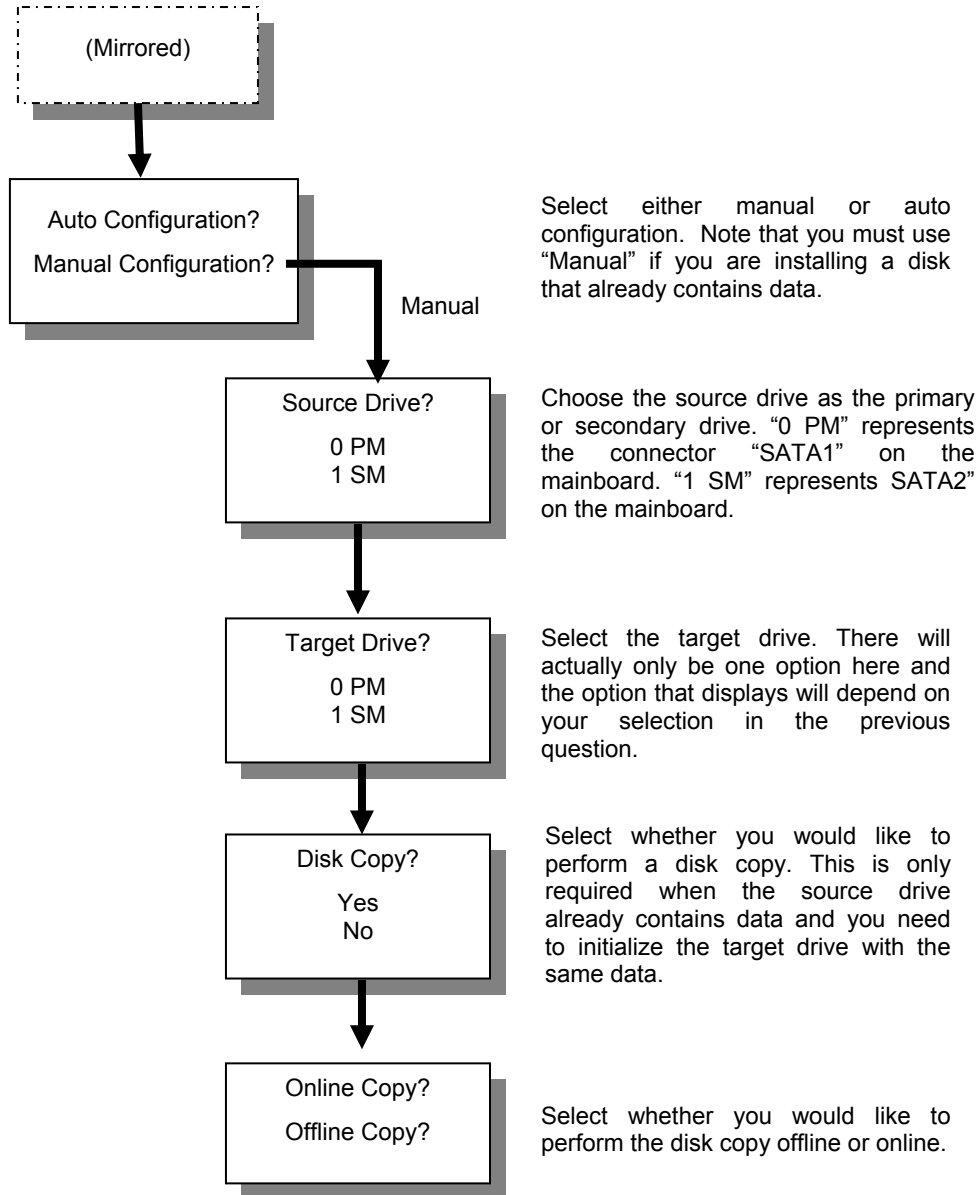 (Mirrored)
Auto Configuration?
Manual Configuration?
Select either manual or auto
configuration. Note that you must use
“Manual” if you are installing a disk
that already contains data.
Manual
Source Drive?
0 PM
1 SM
Choose the source drive as the primary
or secondary drive. “0 PM” represents
the connector “SATA1” on the
mainboard. “1 SM” represents SATA2”
on the mainboard.
Target Drive?
0 PM
1 SM
Select the target drive. There will
actually only be one option here and
the option that displays will depend on
your selection in the previous
question.
Disk Copy?
Yes
No
Select whether you would like to
perform a disk copy. This is only
required when the source drive
already contains data and you need
to initialize the target drive with the
same data.
Online Copy?
Offline Copy?
Select whether you would like to
perform the disk copy offline or online.